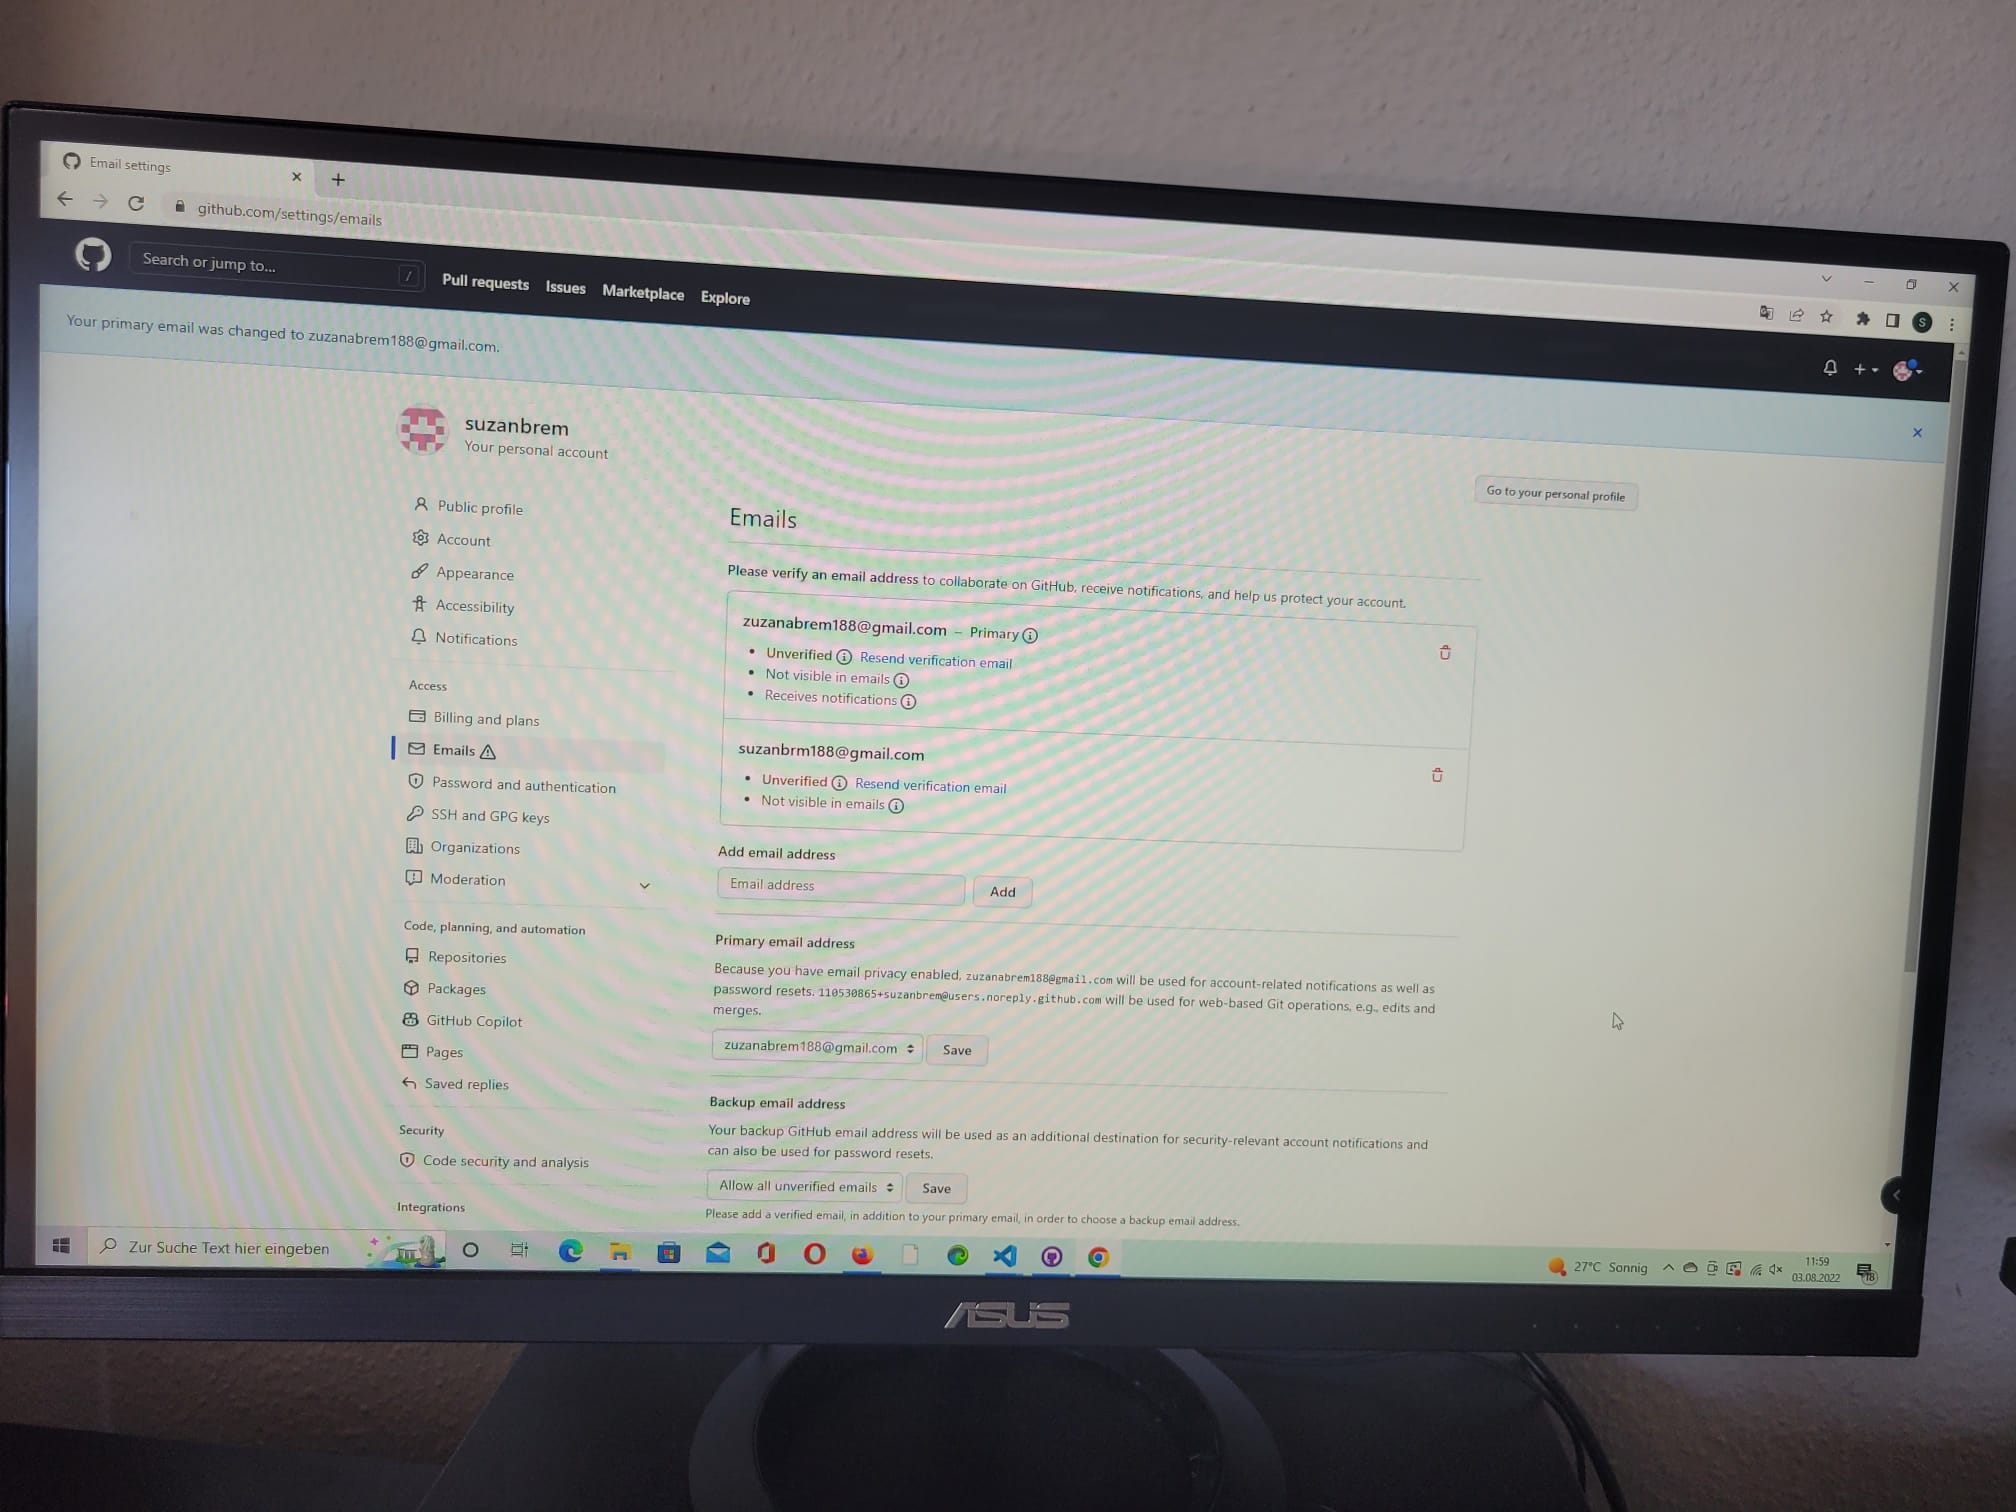 Email settings
github.com/settings/emails
Search or jump to... /
Pull requests Issues Marketplace Explore
Your primary email was changed to zuzanabrem188@gmail.com.
S
suzanbrem
Your personal account
Go to your personal profile
Public profile
Account
Appearance
Accessibility
Notifications
Access
Billing and plans
Emails
Password and authentication
SSH and GPG keys
Organizations
Moderation
Code, planning, and automation
Repositories
Packages
GitHub Copilot
Pages
Saved replies
Security
Code security and analysis
Integrations
Emails
Please verify an email address to collaborate on GitHub, receive notifications, and help us protect your account.
zuzanabrem188@gmail.com – Primary
Unverified Resend verification email
Not visible in emails
Receives notifications
suzanbrm188@gmail.com
Unverified Resend verification email
Not visible in emails
Add email address
Email address Add
Primary email address
Because you have email privacy enabled, zuzanabrem188@gmail.com will be used for account-related notifications as well as
password resets. 110530865+suzanbrem@users.noreply.github.com will be used for web-based Git operations, e.g., edits and
merges.
zuzanabrem188@gmail.com Save
Backup email address
Your backup GitHub email address will be used as an additional destination for security-relevant account notifications and
can also be used for password resets.
Allow all unverified emails Save
Please add a verified email, in addition to your primary email, in order to choose a backup email address.
Zur Suche Text hier eingeben
27°C Sonnig
11:59
03.08.2022
18
ASUS